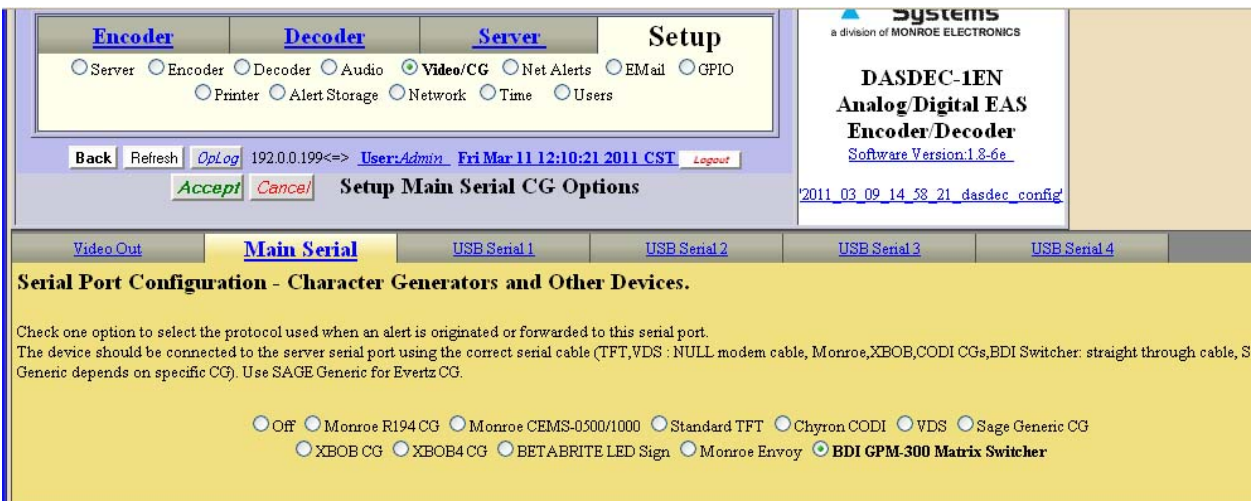 Encoder Decoder Server Setup
Server Encoder Decoder Audio Video/CG Net Alerts EMail GPIO
Printer Alert Storage Network Time Users
Back Refresh OpLog 192.0.0.199<=> User:Admin Fri Mar 11 12:10:21 2011 CST Logout
Accept Cancel Setup Main Serial CG Options
Systems
a division of MONROE ELECTRONICS
DASDEC-1EN
Analog/Digital EAS
Encoder/Decoder
Software Version:1.8-6e
'2011_03_09_14_58_21_dasdec_config'
Video Out Main Serial USB Serial 1 USB Serial 2 USB Serial 3 USB Serial 4
Serial Port Configuration - Character Generators and Other Devices.
Check one option to select the protocol used when an alert is originated or forwarded to this serial port.
The device should be connected to the server serial port using the correct serial cable (TFT,VDS : NULL modem cable, Monroe,XBOB,CODI CGs,BDI Switcher: straight through cable, S
Generic depends on specific CG). Use SAGE Generic for Evertz CG.
Off Monroe R194 CG Monroe CEMS-0500/1000 Standard TFT Chyron CODI VDS Sage Generic CG
XBOB CG XBOB4 CG BETABRITE LED Sign Monroe Envoy BDI GPM-300 Matrix Switcher